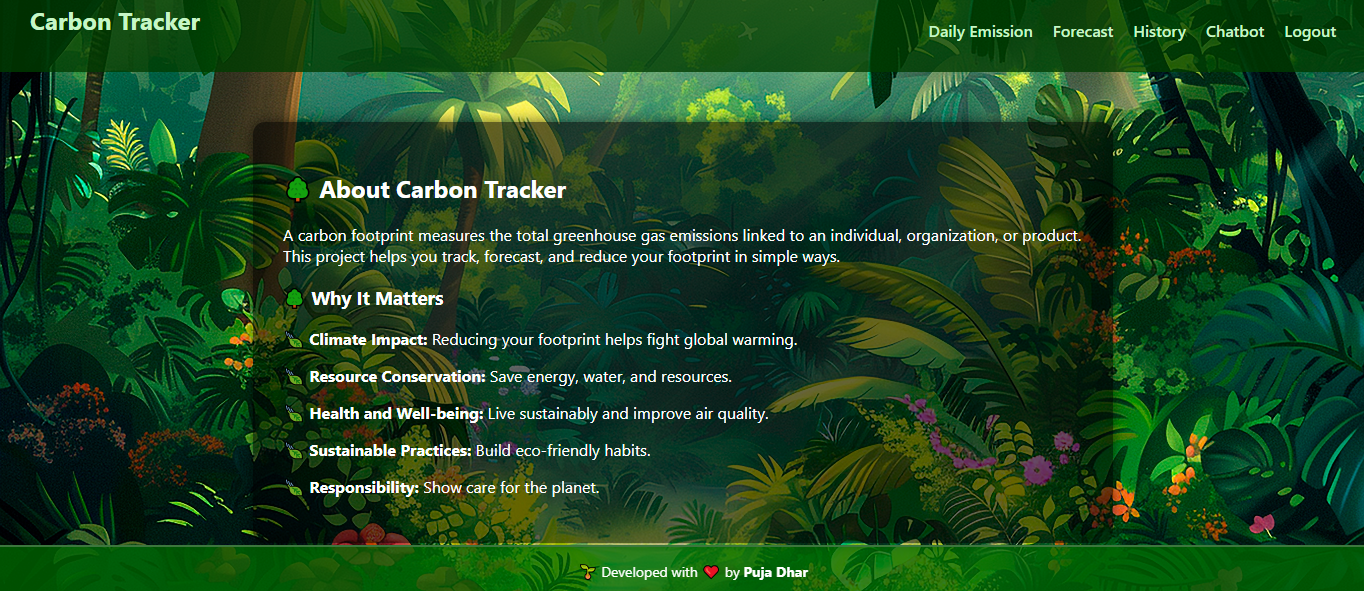 Carbon Tracker
Daily Emission Forecast History Chatbot Logout
🌳 About Carbon Tracker
A carbon footprint measures the total greenhouse gas emissions linked to an individual, organization, or product.
This project helps you track, forecast, and reduce your footprint in simple ways.
🌳 Why It Matters
🌿 Climate Impact: Reducing your footprint helps fight global warming.
🌿 Resource Conservation: Save energy, water, and resources.
🌿 Health and Well-being: Live sustainably and improve air quality.
🌿 Sustainable Practices: Build eco-friendly habits.
🌿 Responsibility: Show care for the planet.
🌱 Developed with ❤️ by Puja Dhar